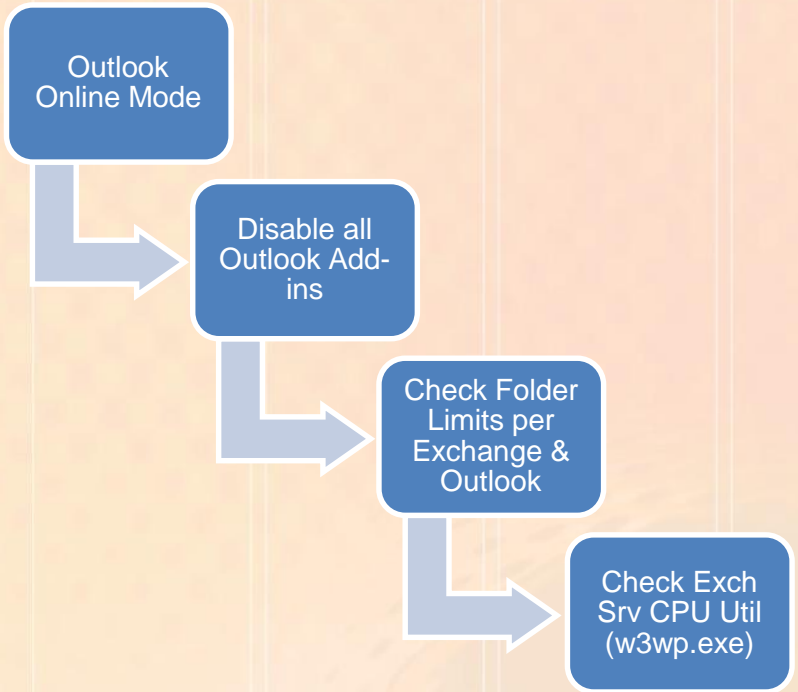 Outlook
Online Mode
Disable all
Outlook Add-
ins
Check Folder
Limits per
Exchange &
Outlook
Check Exch
Srv CPU Util
(w3wp.exe)